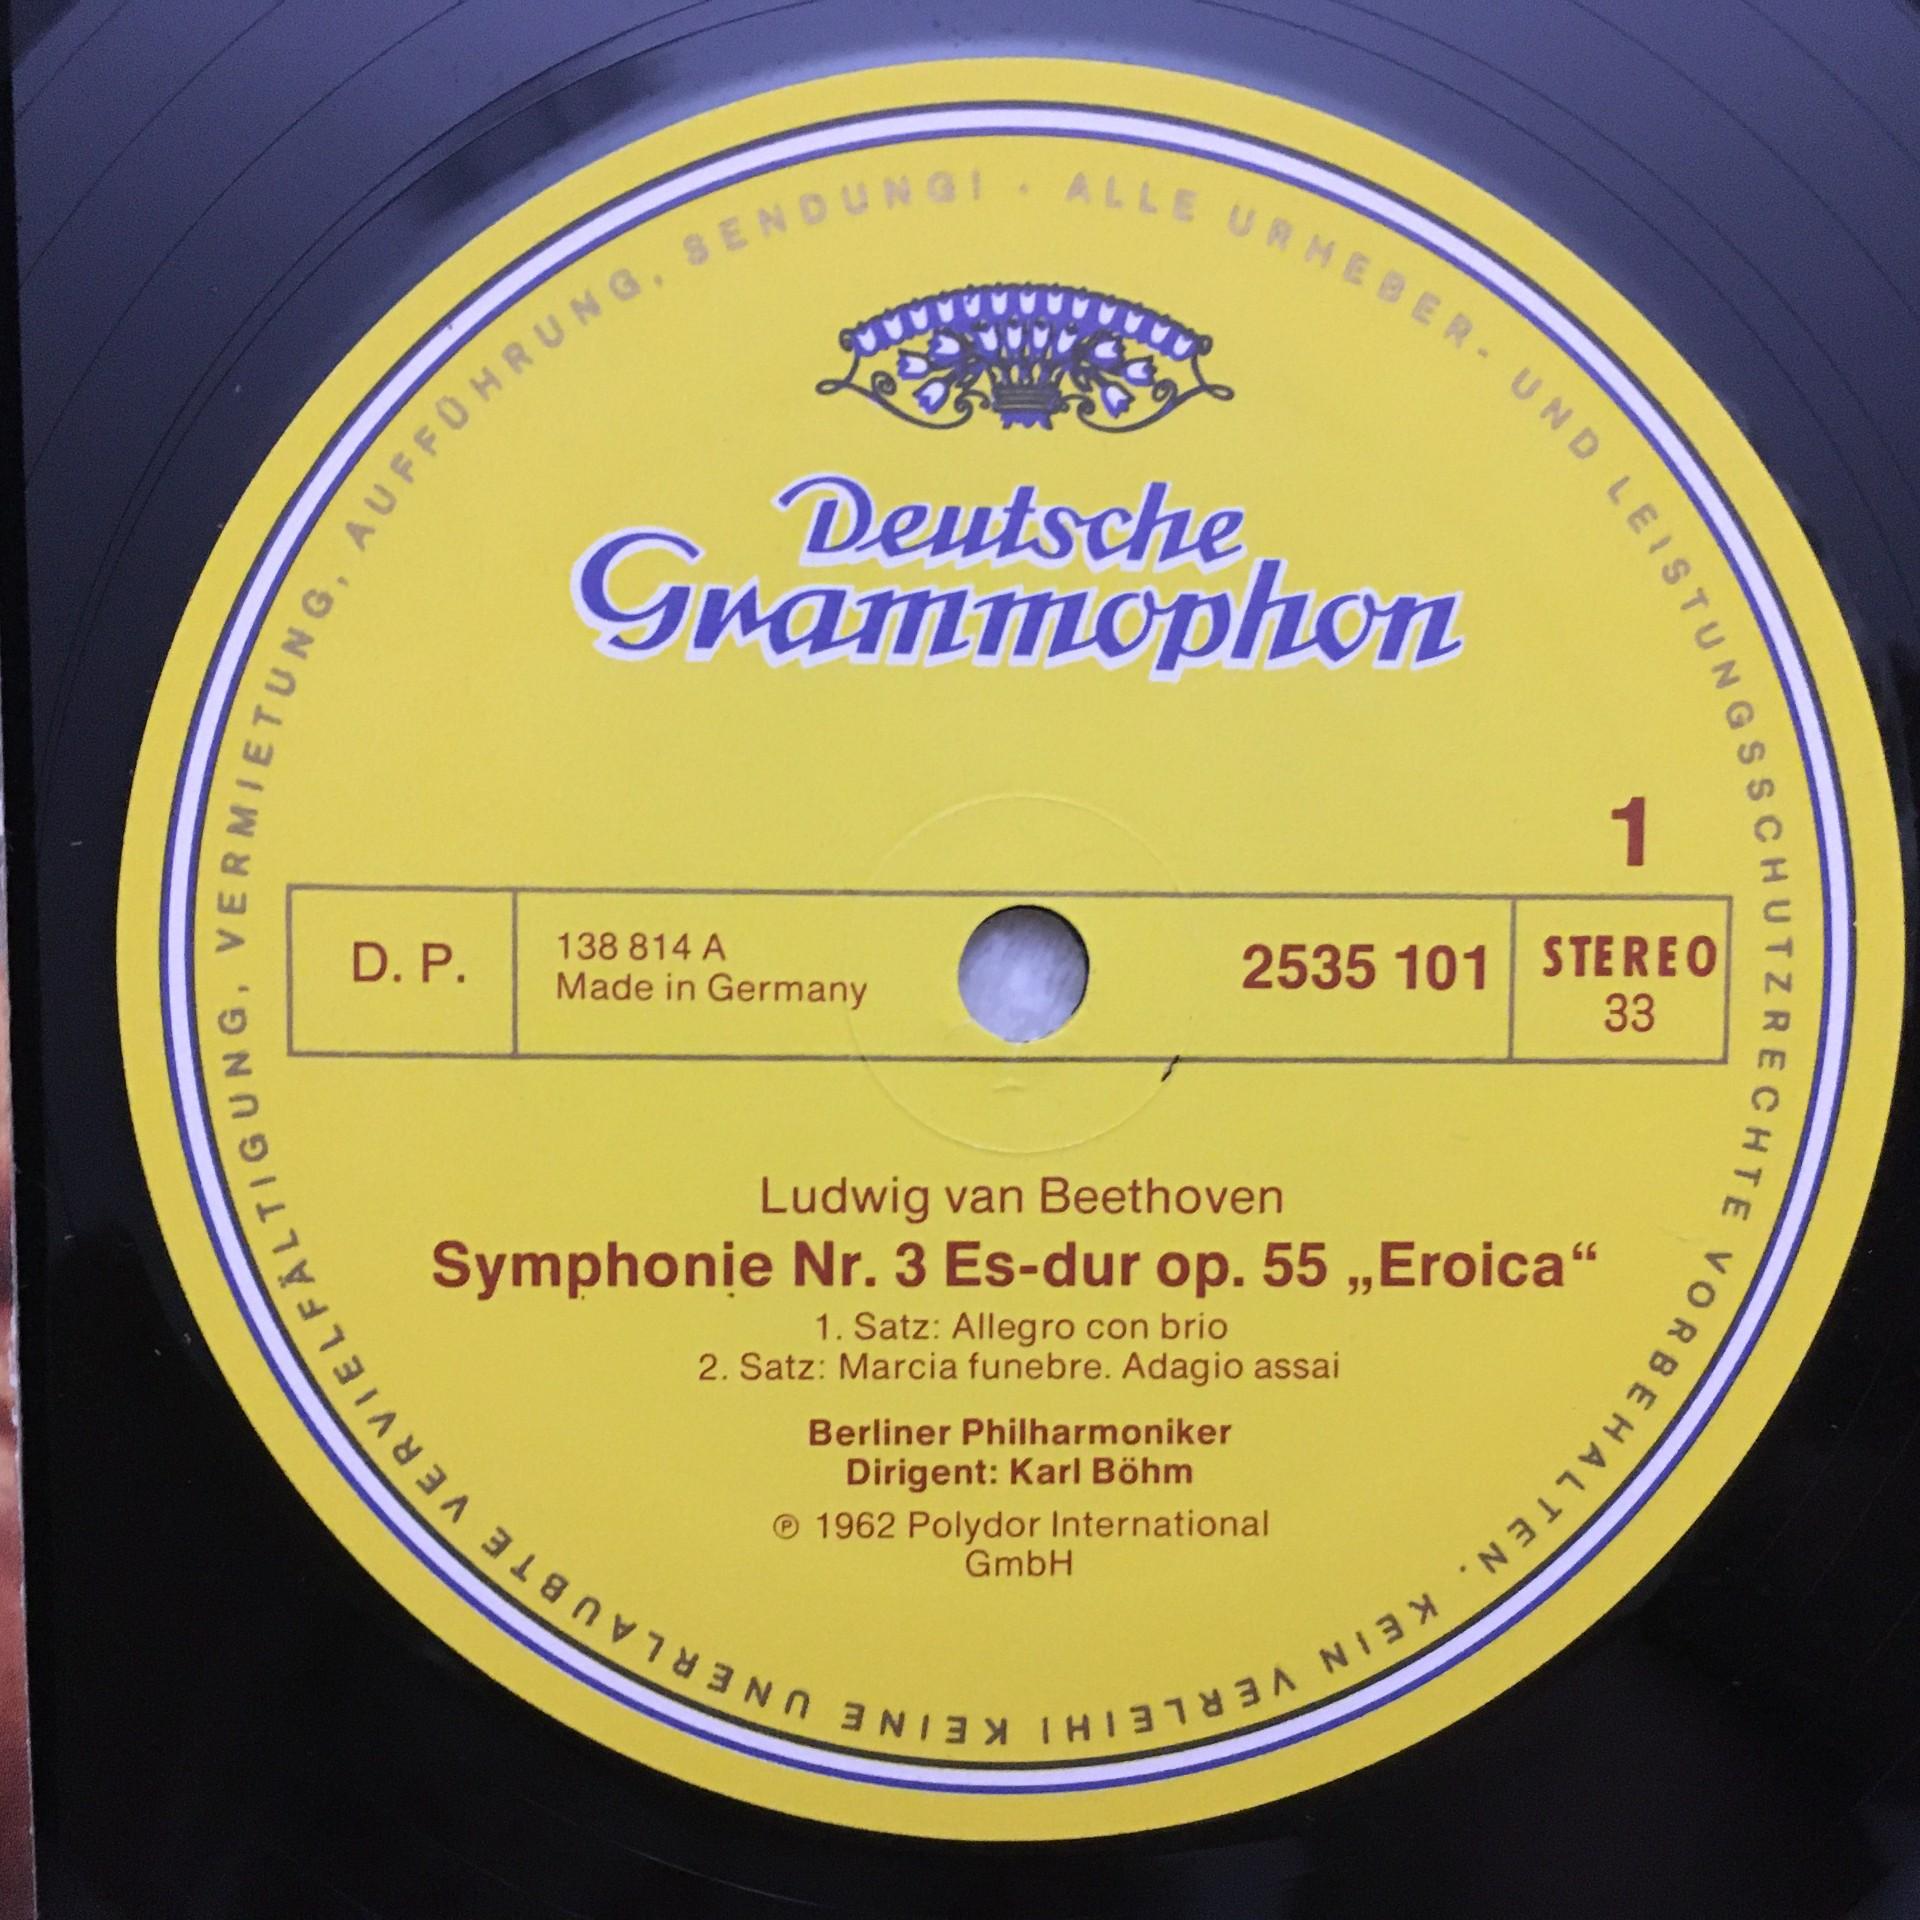 Deutsche
Grammophon
1
D. P.
138 814 A
Made in Germany
2535 101
STEREO
33
Ludwig van Beethoven
Symphonie Nr. 3 Es-dur op. 55 „Eroica“
1. Satz: Allegro con brio
2. Satz: Marcia funebre. Adagio assai
Berliner Philharmoniker
Dirigent: Karl Böhm
℗ 1962 Polydor International
GmbH
ALLE URHEBER- UND LEISTUNGSSCHUTZRECHTE VORBEHALTEN. KEIN VERLEIH! KEINE UNERLAUBTE VERVIELFÄLTIGUNG, VERMIETUNG, AUFFÜHRUNG, SENDUNG! ·